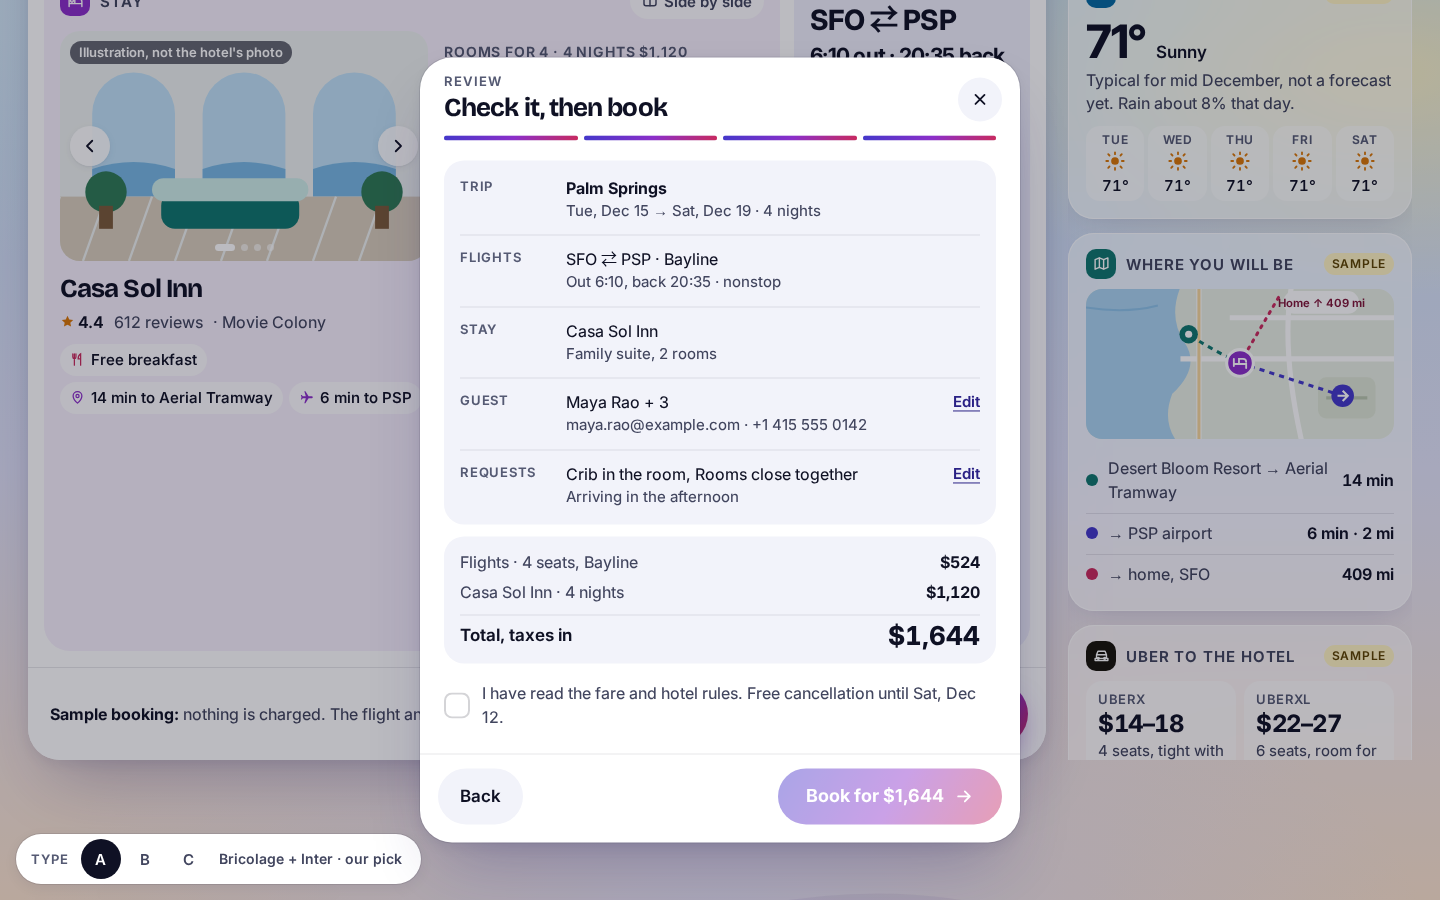 STAY
Side by side
Illustration, not the hotel's photo
ROOMS FOR 4 · 4 NIGHTS $1,120
Casa Sol Inn
4.4 612 reviews · Movie Colony
Free breakfast
14 min to Aerial Tramway
6 min to PSP
Sample booking: nothing is charged. The flight an
SFO ⇄ PSP
6:10 out · 20:35 back
REVIEW
Check it, then book
TRIP
Palm Springs
Tue, Dec 15 → Sat, Dec 19 · 4 nights
FLIGHTS
SFO ⇄ PSP · Bayline
Out 6:10, back 20:35 · nonstop
STAY
Casa Sol Inn
Family suite, 2 rooms
GUEST
Maya Rao + 3
Edit
maya.rao@example.com · +1 415 555 0142
REQUESTS
Crib in the room, Rooms close together
Edit
Arriving in the afternoon
Flights · 4 seats, Bayline $524
Casa Sol Inn · 4 nights $1,120
Total, taxes in $1,644
I have read the fare and hotel rules. Free cancellation until Sat, Dec
12.
Back
Book for $1,644 →
71° Sunny
Typical for mid December, not a forecast
yet. Rain about 8% that day.
TUE WED THU FRI SAT
71° 71° 71° 71° 71°
WHERE YOU WILL BE
SAMPLE
Home ↑ 409 mi
Desert Bloom Resort → Aerial
Tramway
14 min
→ PSP airport 6 min · 2 mi
→ home, SFO 409 mi
UBER TO THE HOTEL
SAMPLE
UBERX
$14–18
4 seats, tight with
UBERXL
$22–27
6 seats, room for
TYPE A B C Bricolage + Inter · our pick